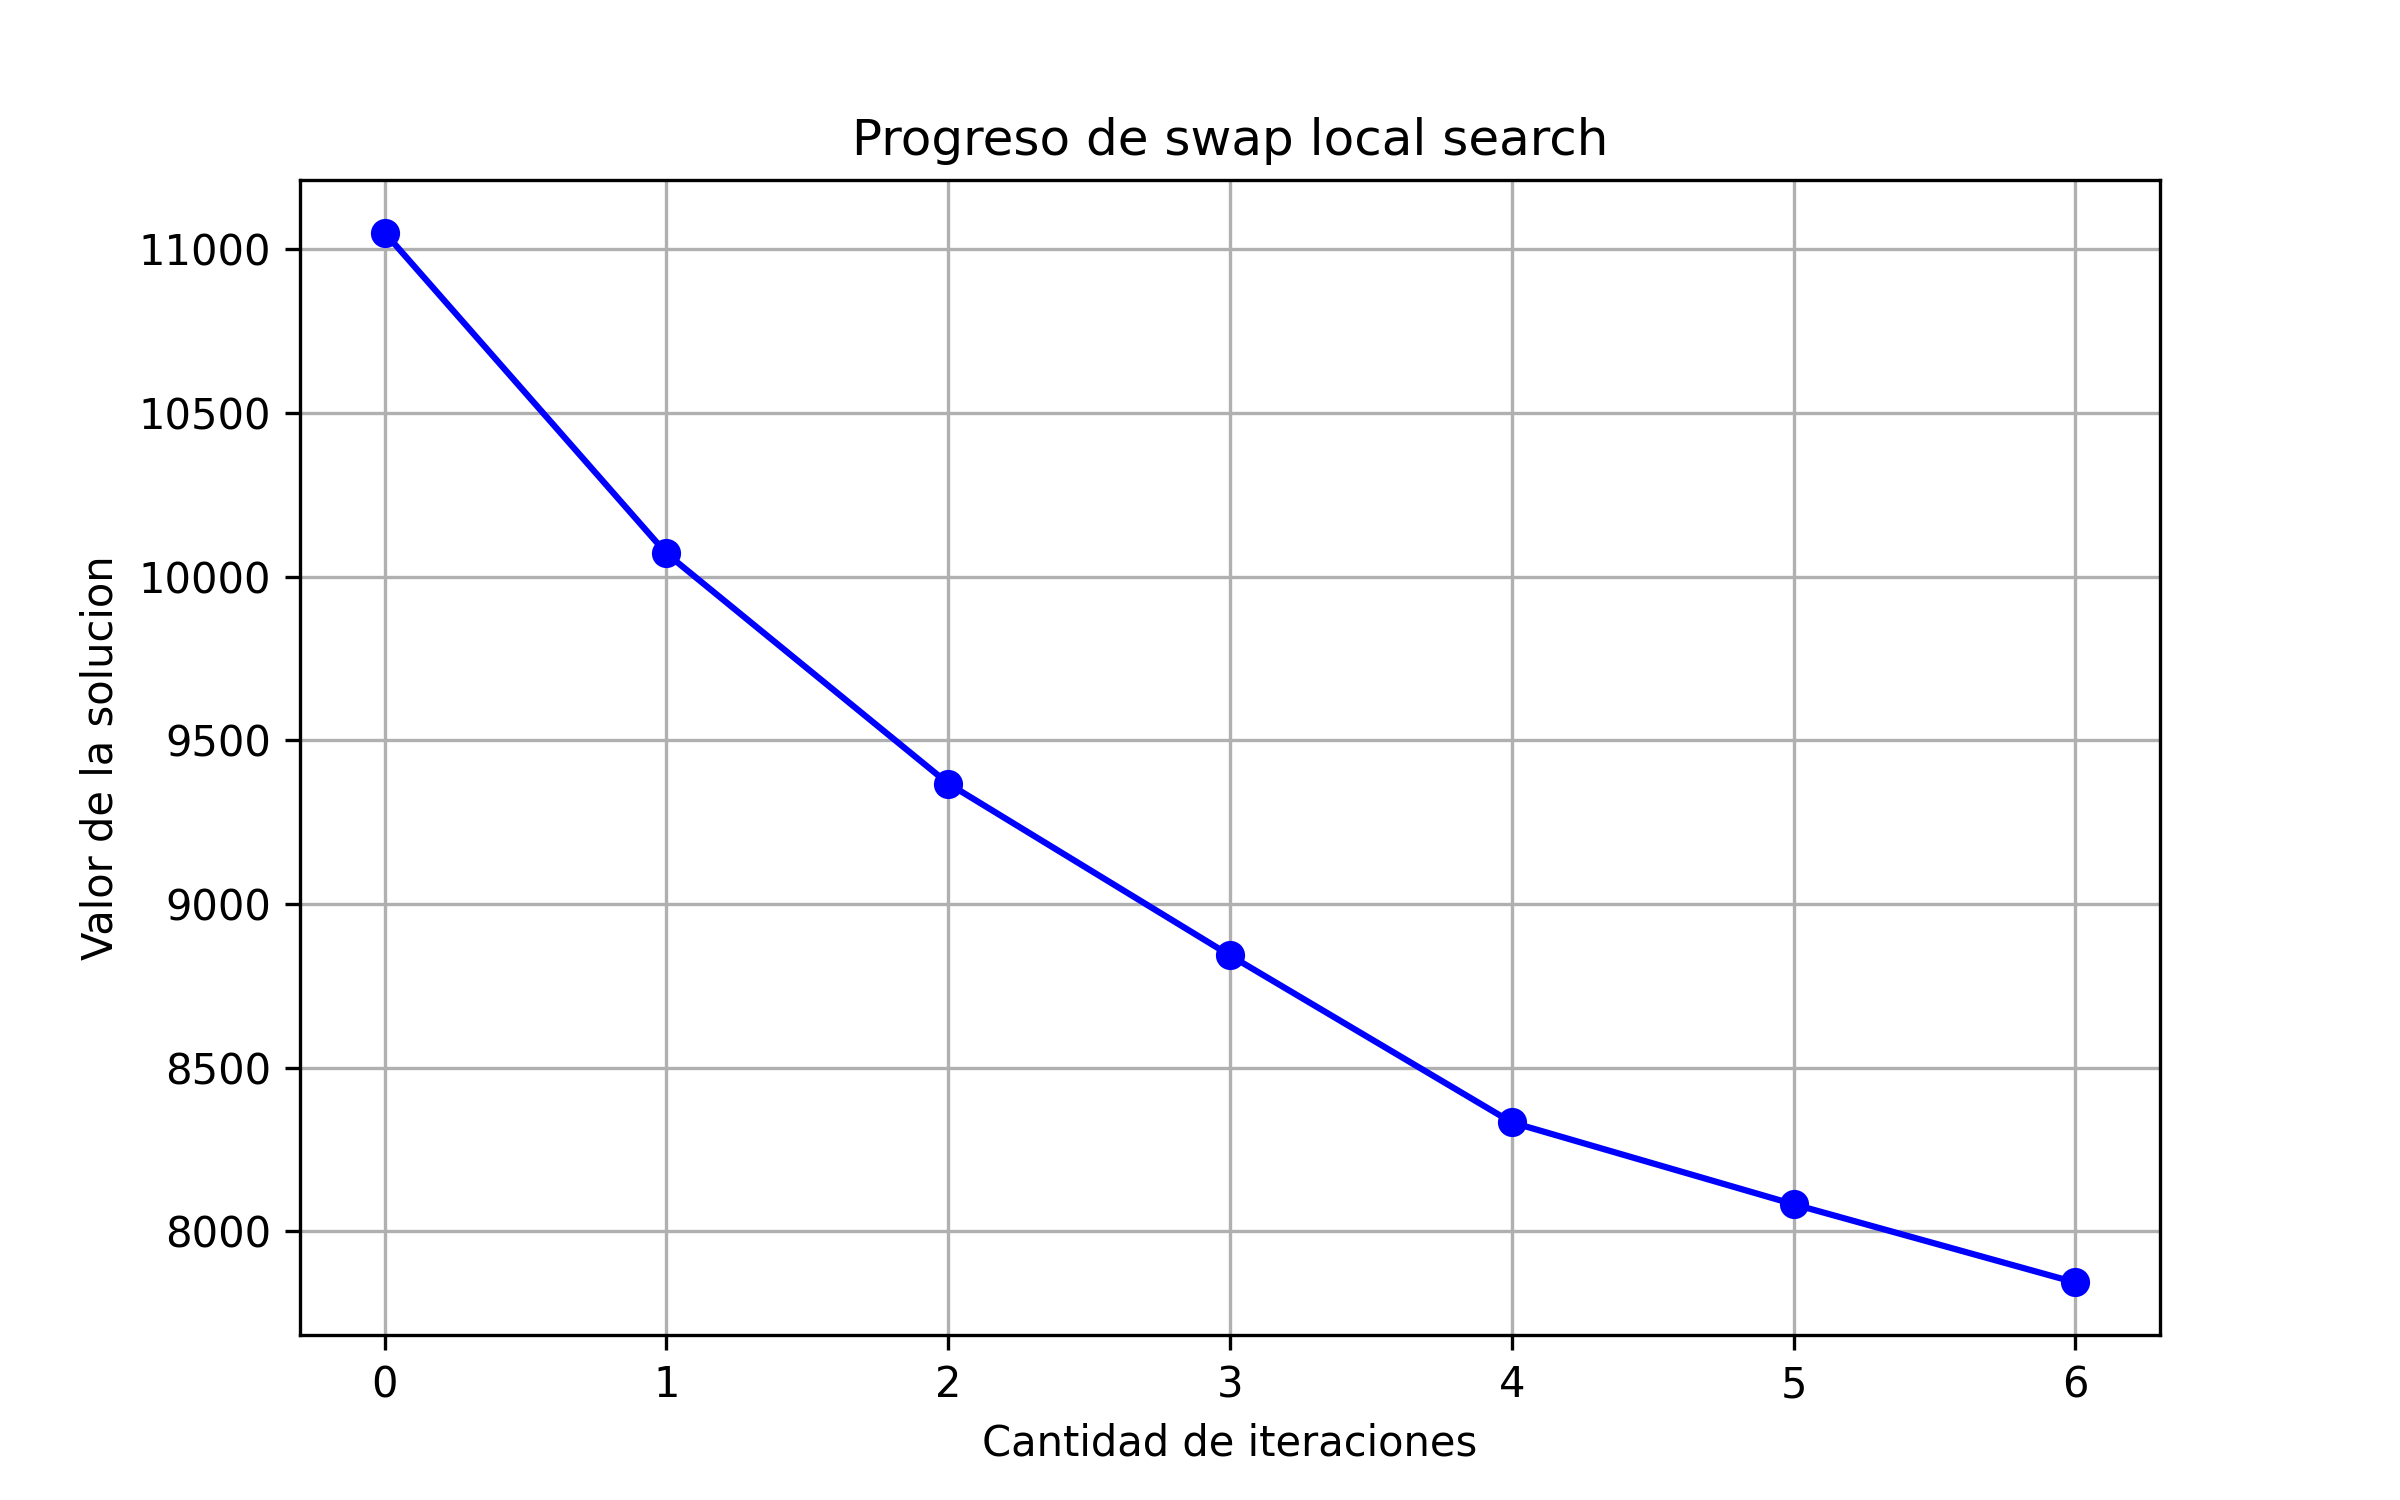 Progreso de swap local search
Valor de la solucion
11000
10500
10000
9500
9000
8500
8000
0 1 2 3 4 5 6
Cantidad de iteraciones